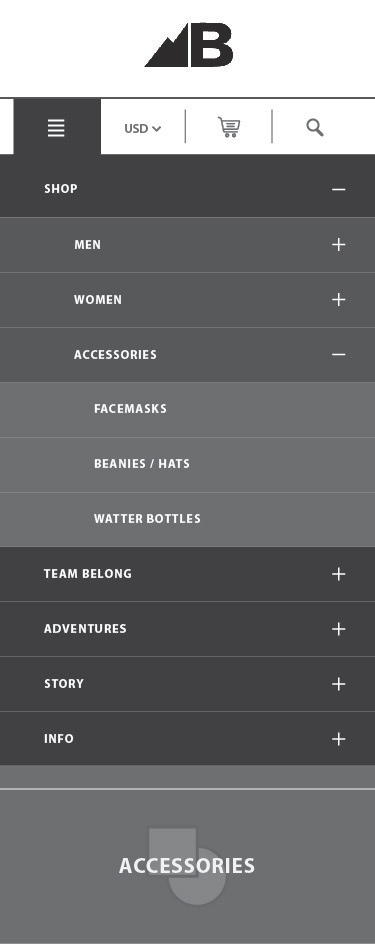 B
USD
SHOP
MEN
WOMEN
ACCESSORIES
FACEMASKS
BEANIES / HATS
WATTER BOTTLES
TEAM BELONG
ADVENTURES
STORY
INFO
ACCESSORIES